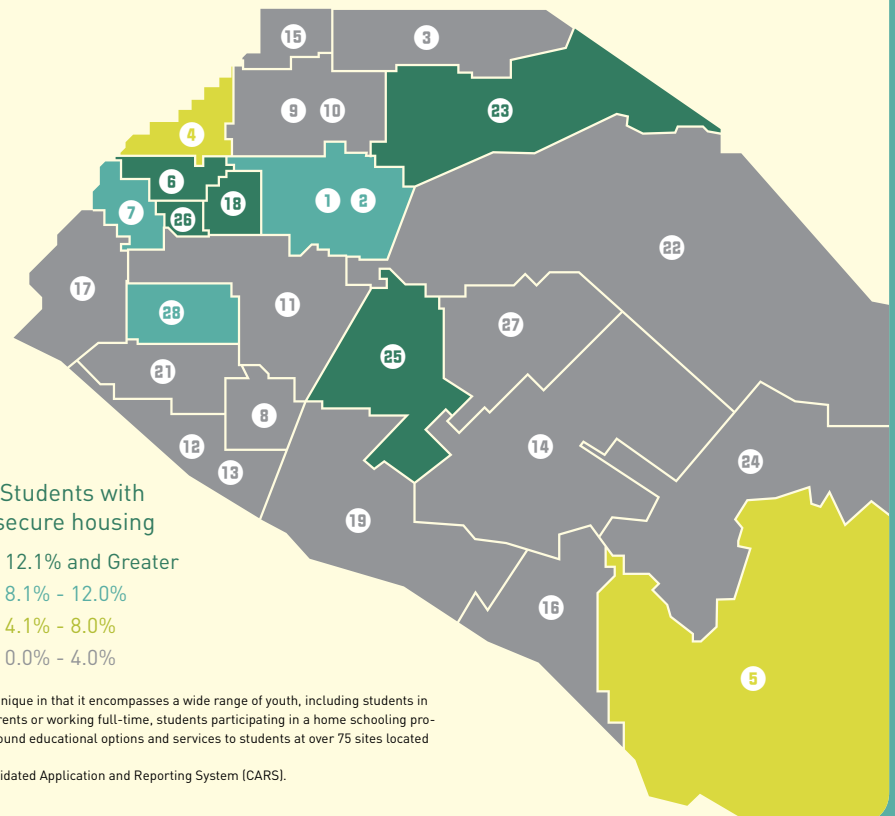 15
3
9
10
23
4
6
7
26
18
1
2
22
17
28
11
27
25
21
8
12
13
14
24
19
16
5
Students with
secure housing
12.1% and Greater
8.1% - 12.0%
4.1% - 8.0%
0.0% - 4.0%
nique in that it encompasses a wide range of youth, including students in
rents or working full-time, students participating in a home schooling pro-
ound educational options and services to students at over 75 sites located
idated Application and Reporting System (CARS).